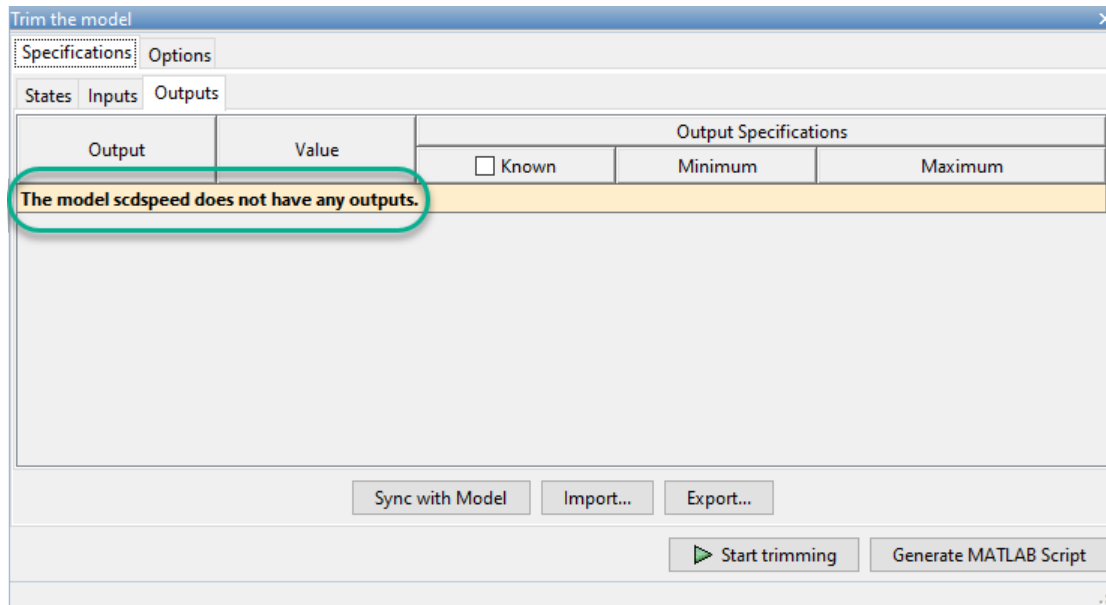 Trim the model
Specifications Options
States Inputs Outputs
Output Value Output Specifications
Known Minimum Maximum
The model scdspeed does not have any outputs.
Sync with Model Import... Export...
Start trimming Generate MATLAB Script